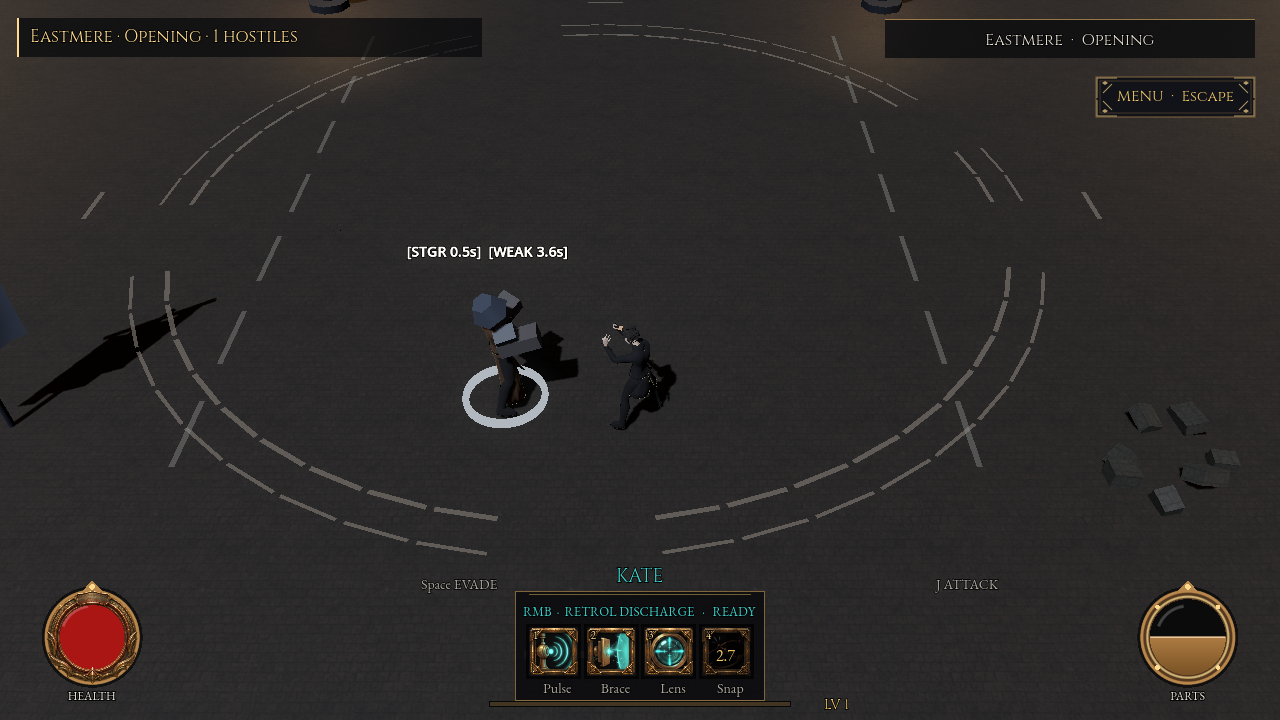 Eastmere · Opening · 1 hostiles
Eastmere · Opening
MENU · Escape
[STGR 0.5s] [WEAK 3.6s]
Space EVADE
KATE
J ATTACK
RMB · RETROL DISCHARGE · READY
1 2 3 4
2.7
Pulse Brace Lens Snap
HEALTH
PARTS
LV 1